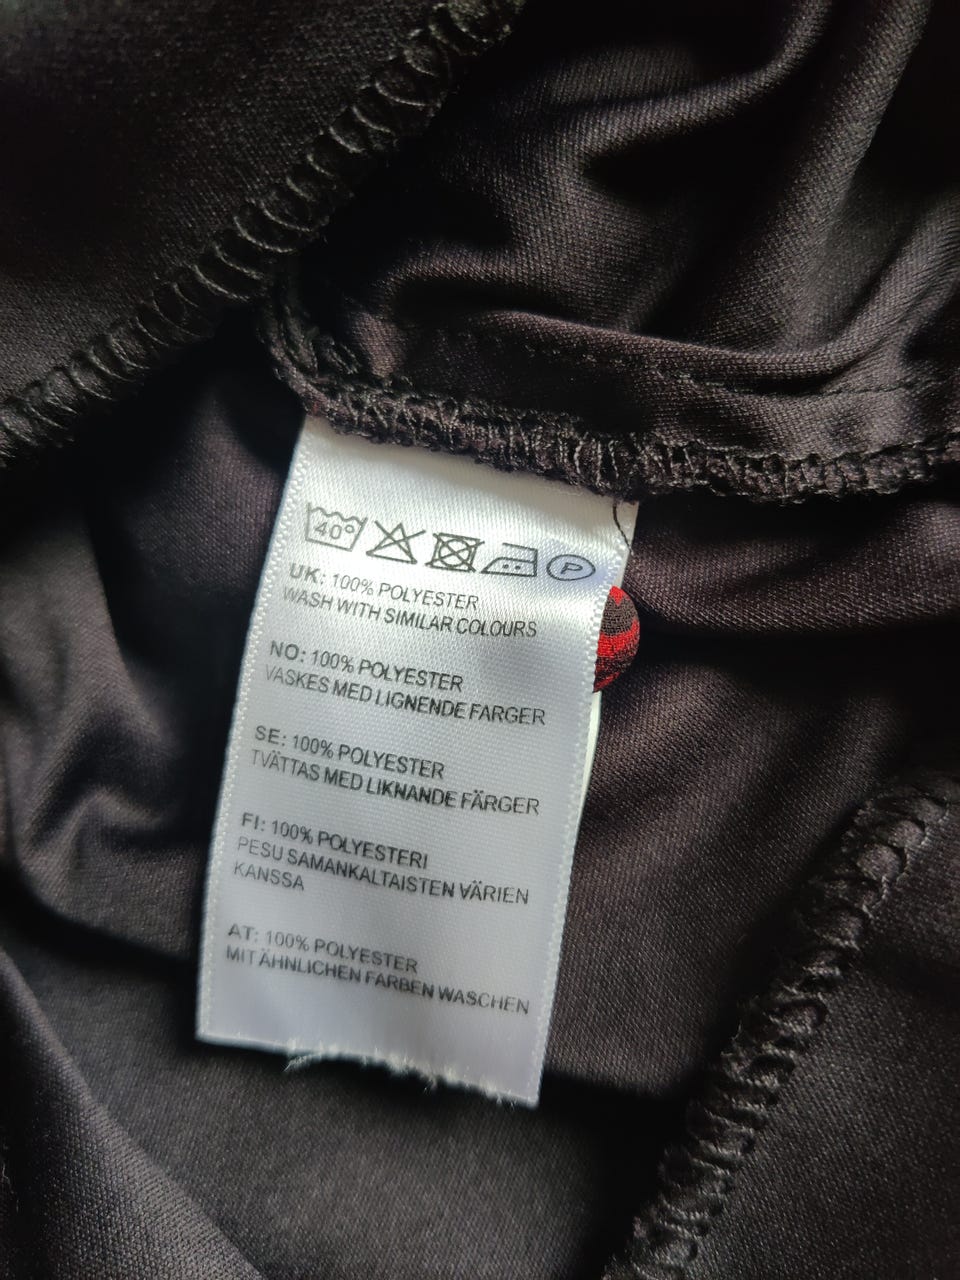 40°
P
UK: 100% POLYESTER
WASH WITH SIMILAR COLOURS
NO: 100% POLYESTER
VASKES MED LIGNENDE FARGER
SE: 100% POLYESTER
TVÄTTAS MED LIKNANDE FÄRGER
FI: 100% POLYESTERI
PESU SAMANKALTAISTEN VÄRIEN
KANSSA
AT: 100% POLYESTER
MIT ÄHNLICHEN FARBEN WASCHEN